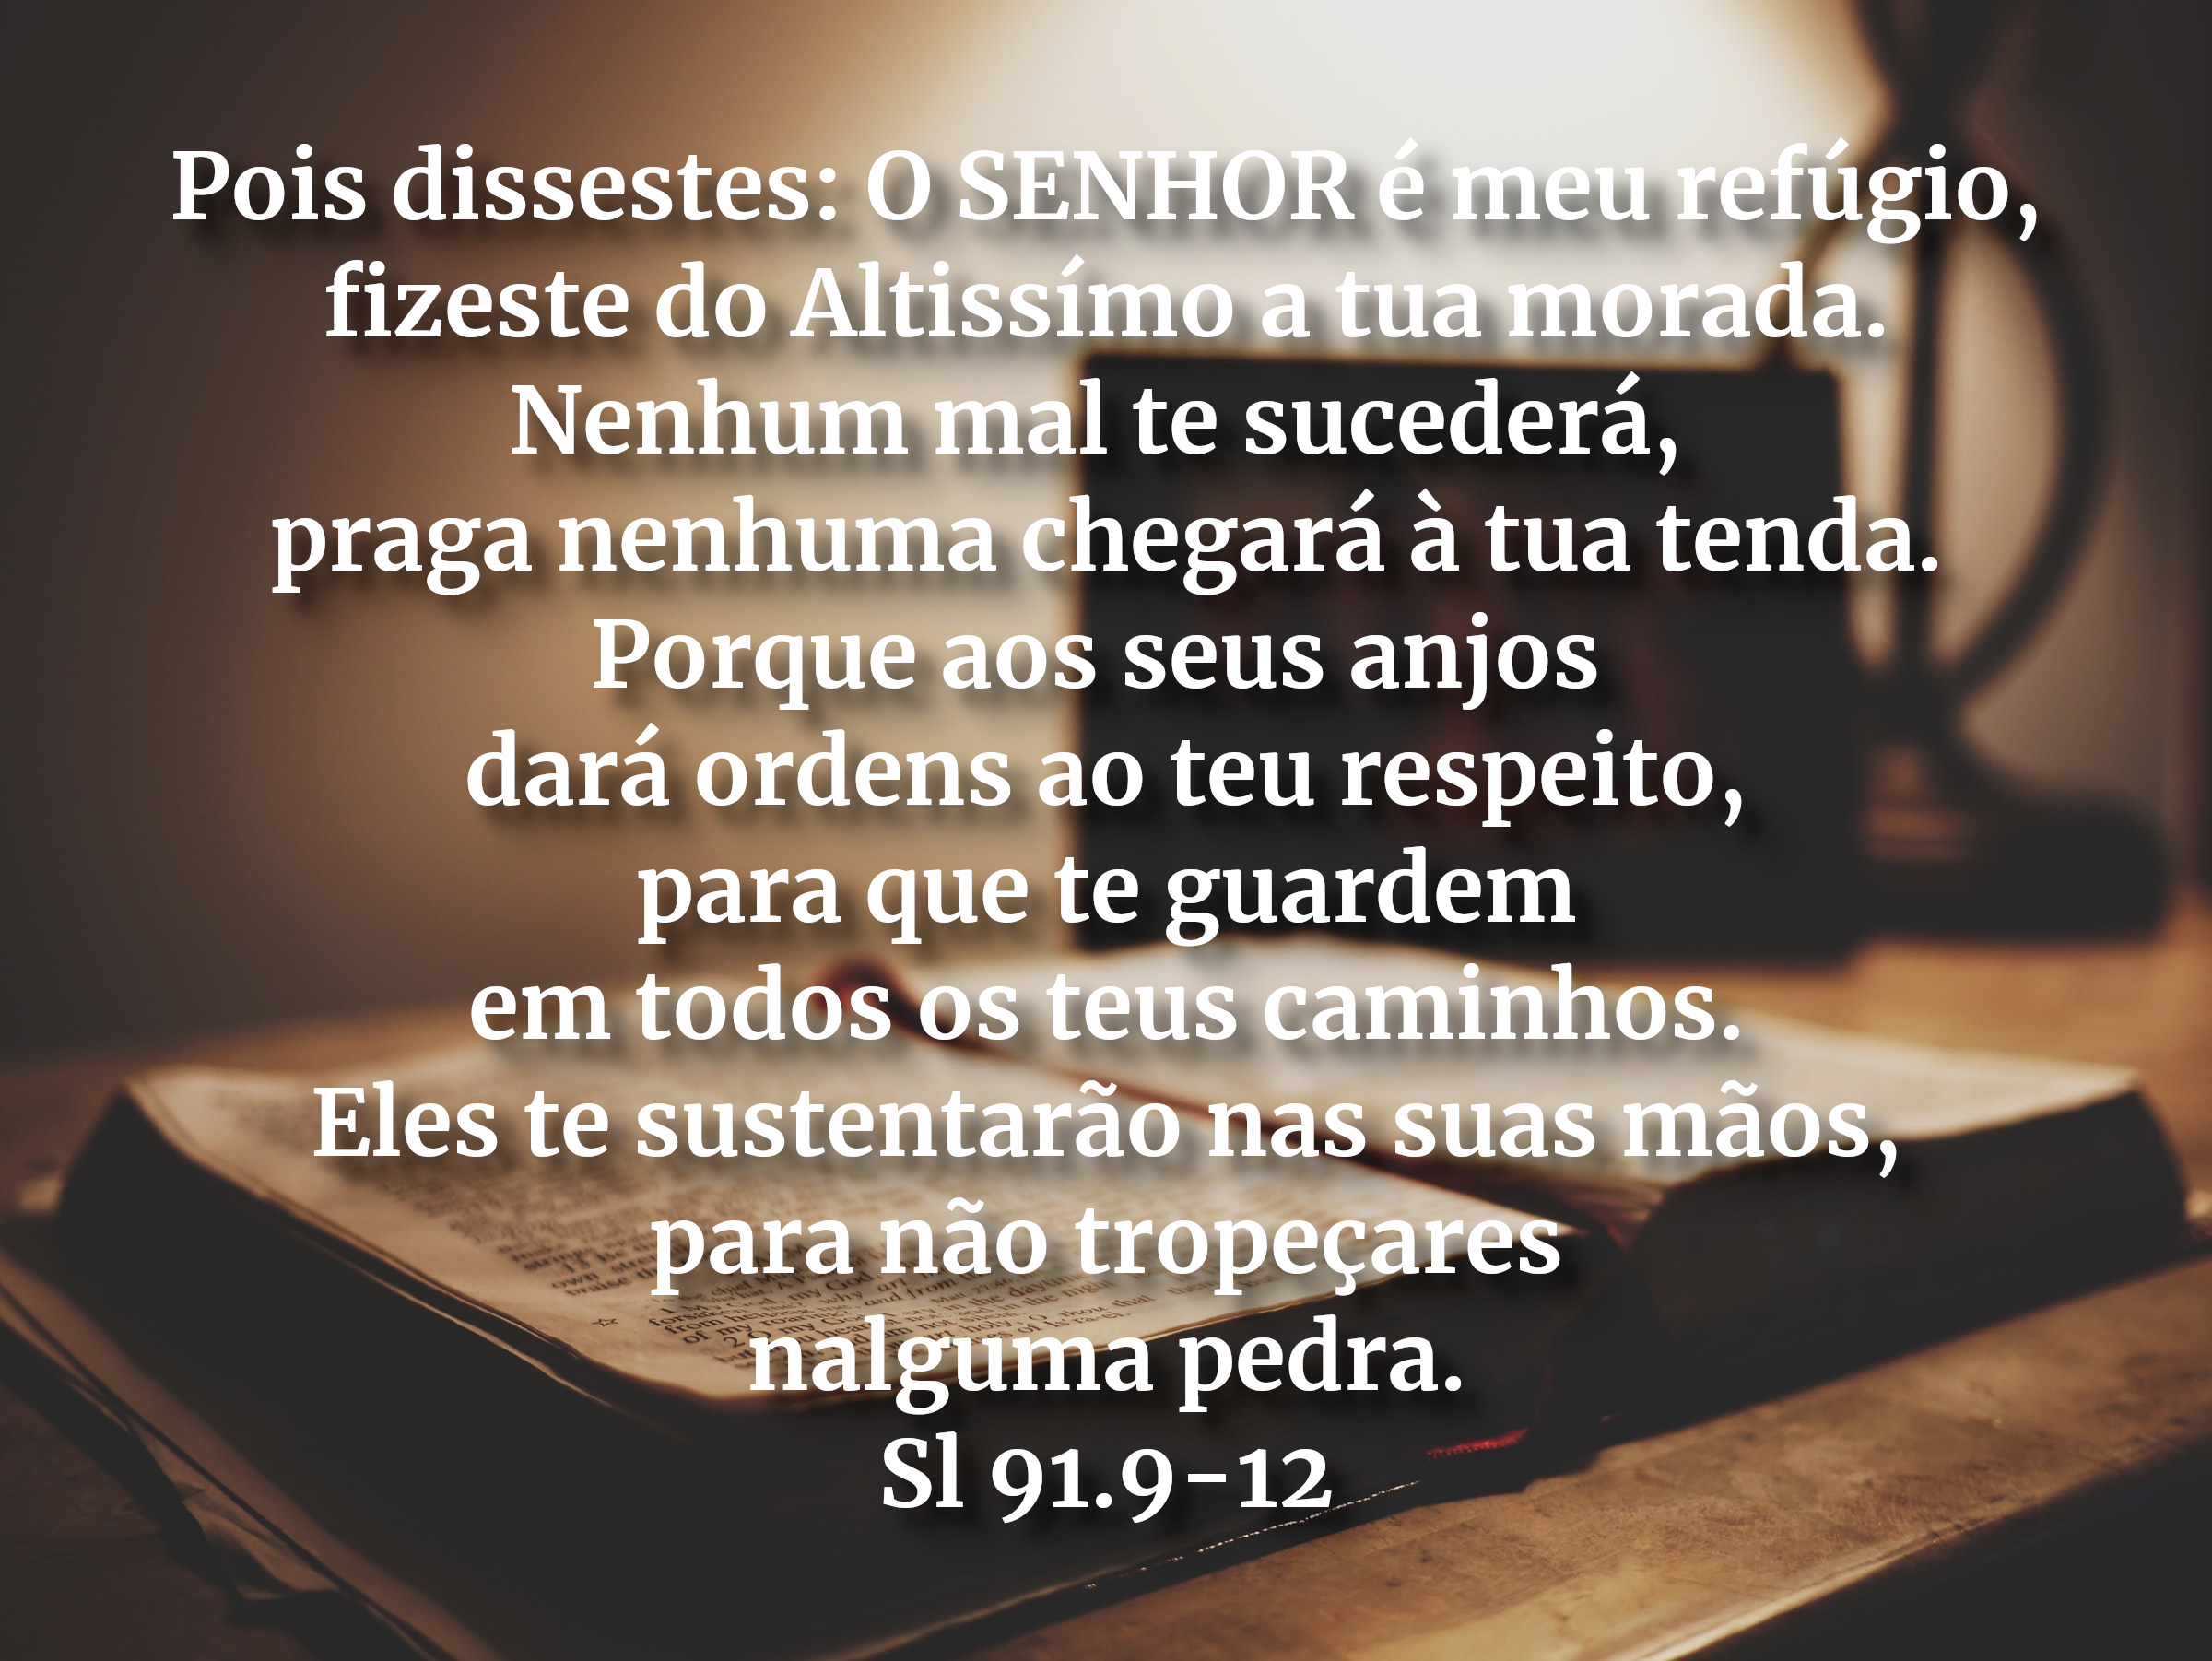 Pois dissestes: O SENHOR é meu refúgio,
fizeste do Altissímo a tua morada.
Nenhum mal te sucederá,
praga nenhuma chegará à tua tenda.
Porque aos seus anjos
dará ordens ao teu respeito,
para que te guardem
em todos os teus caminhos.
Eles te sustentarão nas suas mãos,
para não tropeçares
nalguma pedra.
Sl 91.9-12